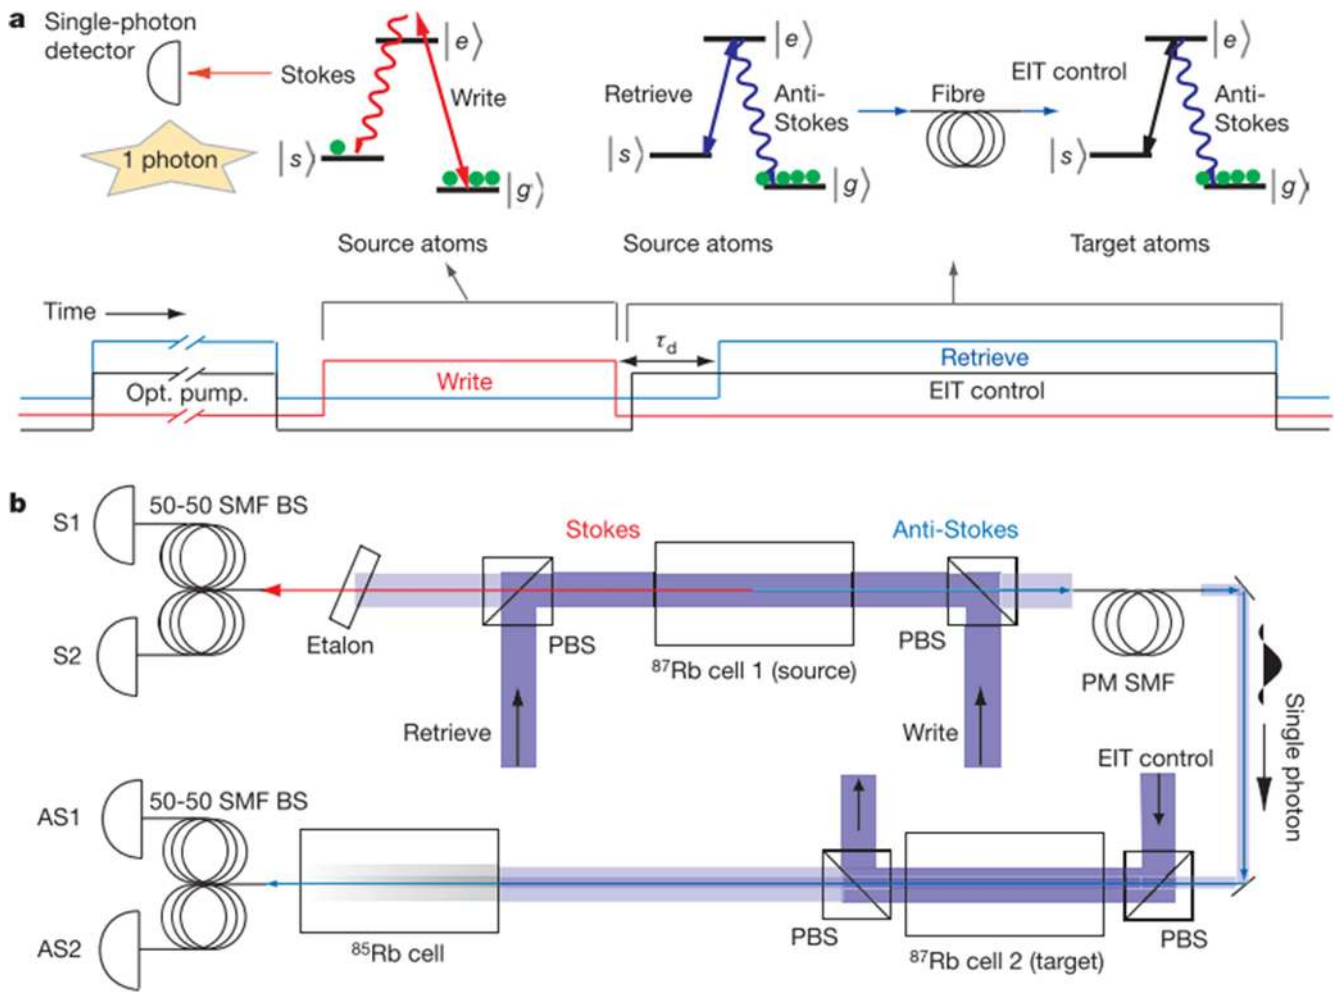 a
Single-photon
detector
Stokes
1 photon
|e⟩
Write
|s⟩
|g⟩
Source atoms
|e⟩
Retrieve
Anti-
Stokes
|s⟩
|g⟩
Source atoms
Fibre
EIT control
|e⟩
Anti-
Stokes
|s⟩
|g⟩
Target atoms
Time
Opt. pump.
Write
τd
Retrieve
EIT control
b
S1
50-50 SMF BS
S2
Etalon
Stokes
Anti-Stokes
PBS
87Rb cell 1 (source)
PBS
PM SMF
Retrieve
Write
EIT control
Single photon
AS1
50-50 SMF BS
AS2
85Rb cell
PBS
87Rb cell 2 (target)
PBS